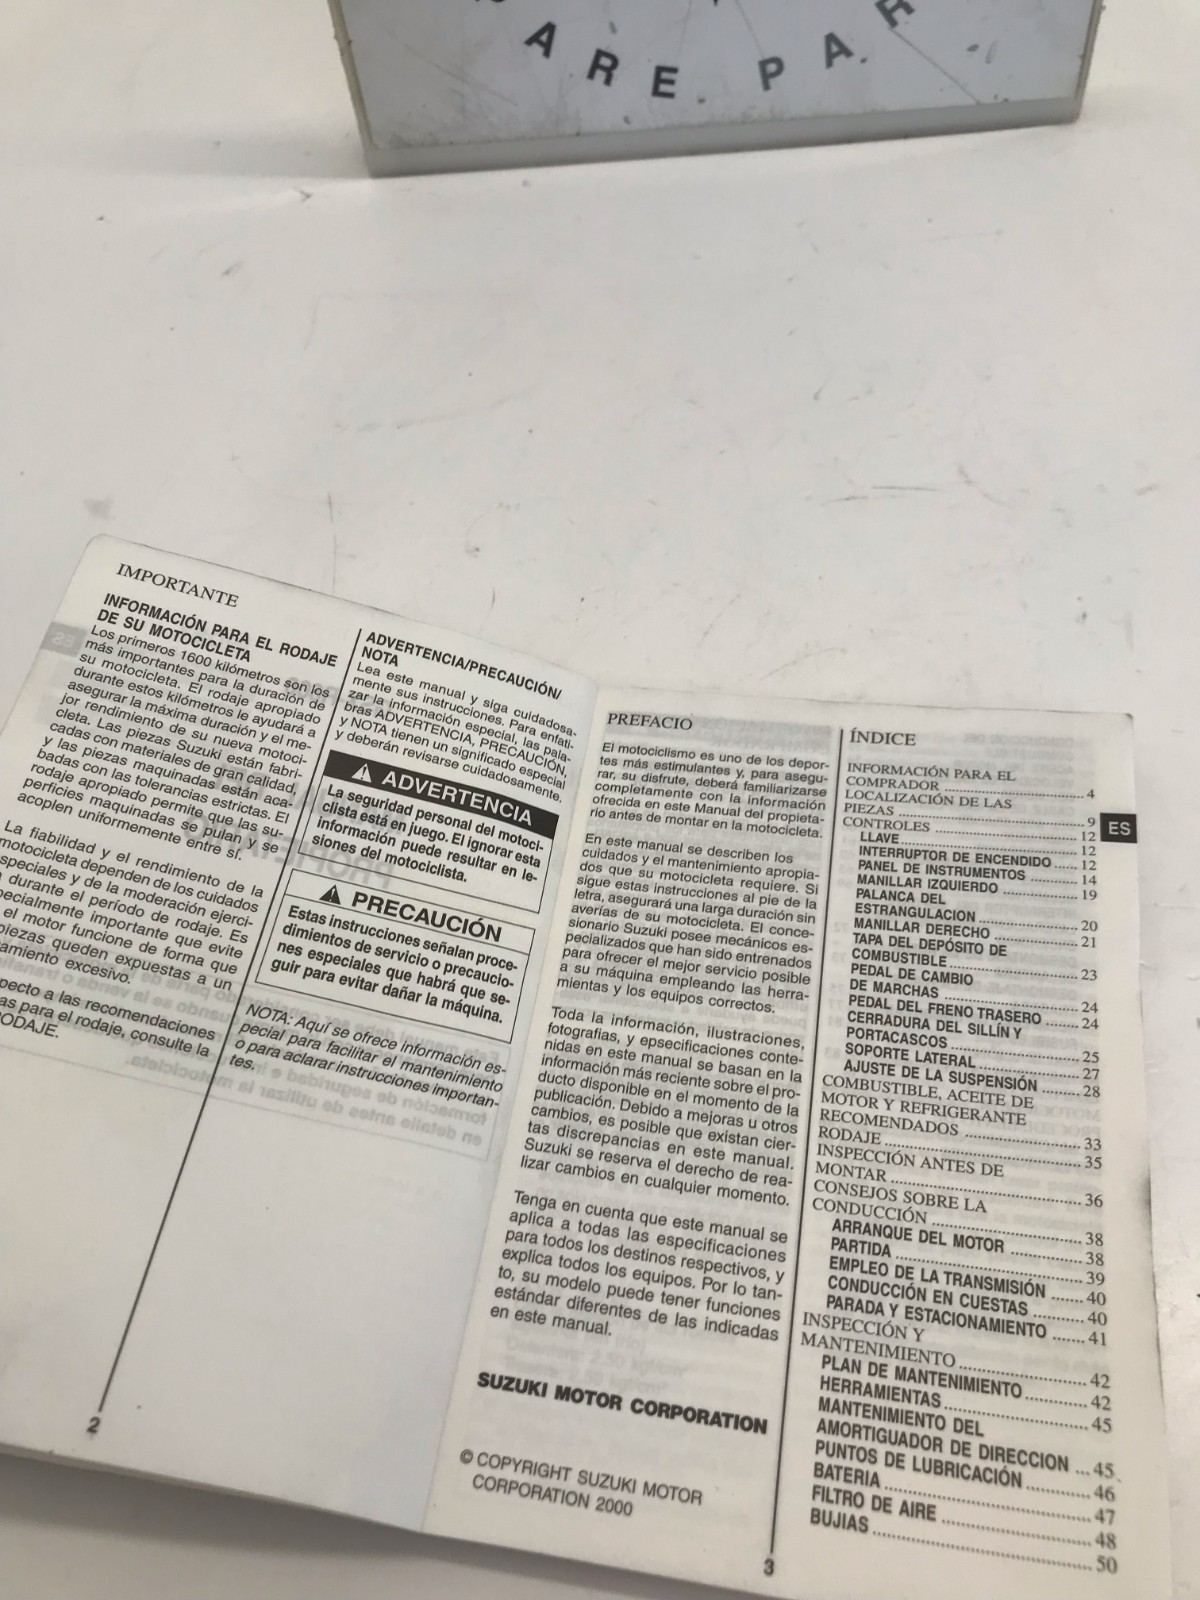 ARE PAR
IMPORTANTE
INFORMACIÓN PARA EL RODAJE
DE SU MOTOCICLETA
Los primeros 1600 kilómetros son los
más importantes para la duración de
su motocicleta. El rodaje apropiado
durante estos kilómetros le ayudará a
asegurar la máxima duración y el me-
jor rendimiento de su nueva motoci-
cleta. Las piezas Suzuki están fabri-
cadas con materiales de gran calidad,
y las piezas maquinadas están aca-
badas con las tolerancias estrictas. El
rodaje apropiado permite que las su-
perficies maquinadas se pulan y se
acoplen uniformemente entre sí.
La fiabilidad y el rendimiento de la
motocicleta dependen de los cuidados
especiales y de la moderación ejerci-
durante el período de rodaje. Es
especialmente importante que evite
el motor funcione de forma que
piezas queden expuestas a un
amiento excesivo.
pecto a las recomendaciones
as para el rodaje, consulte la
RODAJE.
2
ADVERTENCIA/PRECAUCIÓN/
NOTA
Lea este manual y siga cuidadosa-
mente sus instrucciones. Para enfati-
zar la información especial, las pala-
bras ADVERTENCIA, PRECAUCIÓN,
y NOTA tienen un significado especial
y deberán revisarse cuidadosamente.
ADVERTENCIA
La seguridad personal del motoci-
clista está en juego. El ignorar esta
información puede resultar en le-
siones del motociclista.
PRECAUCIÓN
Estas instrucciones señalan proce-
dimientos de servicio o precaucio-
nes especiales que habrá que se-
guir para evitar dañar la máquina.
NOTA: Aquí se ofrece información es-
pecial para facilitar el mantenimiento
o para aclarar instrucciones importan-
tes.
PREFACIO
El motociclismo es uno de los depor-
tes más estimulantes y, para asegu-
rar, su disfrute, deberá familiarizarse
completamente con la información
ofrecida en este Manual del propieta-
rio antes de montar en la motocicleta.
En este manual se describen los
cuidados y el mantenimiento apropia-
dos que su motocicleta requiere. Si
sigue estas instrucciones al pie de la
letra, asegurará una larga duración sin
averías de su motocicleta. El conce-
sionario Suzuki posee mecánicos es-
pecializados que han sido entrenados
para ofrecer el mejor servicio posible
a su máquina empleando las herra-
mientas y los equipos correctos.
Toda la información, ilustraciones,
fotografias, y epsecificaciones conte-
nidas en este manual se basan en la
información más reciente sobre el pro-
ducto disponible en el momento de la
publicación. Debido a mejoras u otros
cambios, es posible que existan cier-
tas discrepancias en este manual.
Suzuki se reserva el derecho de rea-
lizar cambios en cualquier momento.
Tenga en cuenta que este manual se
aplica a todas las especificaciones
para todos los destinos respectivos, y
explica todos los equipos. Por lo tan-
to, su modelo puede tener funciones
estándar diferentes de las indicadas
en este manual.
SUZUKI MOTOR CORPORATION
© COPYRIGHT SUZUKI MOTOR
CORPORATION 2000
3
ÍNDICE
INFORMACIÓN PARA EL
COMPRADOR ........ 4
LOCALIZACIÓN DE LAS
PIEZAS ........ 9
CONTROLES ........ 12
LLAVE ........ 12
INTERRUPTOR DE ENCENDIDO ..... 12
PANEL DE INSTRUMENTOS ........ 14
MANILLAR IZQUIERDO ........ 19
PALANCA DEL
ESTRANGULACION ........ 20
MANILLAR DERECHO ........ 21
TAPA DEL DEPÓSITO DE
COMBUSTIBLE ........ 23
PEDAL DE CAMBIO
DE MARCHAS ........ 24
PEDAL DEL FRENO TRASERO ........ 24
CERRADURA DEL SILLÍN Y
PORTACASCOS ........ 25
SOPORTE LATERAL ........ 27
AJUSTE DE LA SUSPENSIÓN ........ 28
COMBUSTIBLE, ACEITE DE
MOTOR Y REFRIGERANTE
RECOMENDADOS ........ 33
RODAJE ........ 35
INSPECCIÓN ANTES DE
MONTAR ........ 36
CONSEJOS SOBRE LA
CONDUCCIÓN ........ 38
ARRANQUE DEL MOTOR ........ 38
PARTIDA ........ 39
EMPLEO DE LA TRANSMISIÓN ....... 40
CONDUCCIÓN EN CUESTAS ........ 40
PARADA Y ESTACIONAMIENTO ....... 41
INSPECCIÓN Y
MANTENIMIENTO ........ 42
PLAN DE MANTENIMIENTO ........ 42
HERRAMIENTAS ........ 45
MANTENIMIENTO DEL
AMORTIGUADOR DE DIRECCION ... 45
PUNTOS DE LUBRICACIÓN ........ 46
BATERIA ........ 47
FILTRO DE AIRE ........ 48
BUJIAS ........ 50
ES